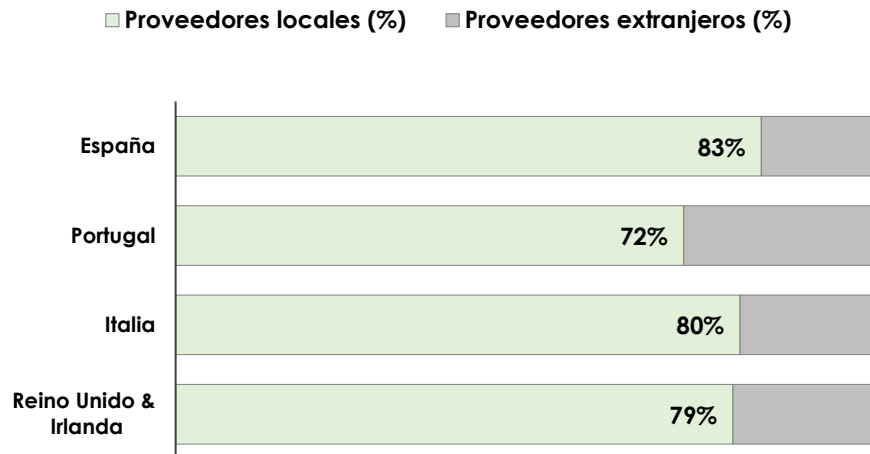 Proveedores locales (%) Proveedores extranjeros (%)
España 83%
Portugal 72%
Italia 80%
Reino Unido &
Irlanda 79%